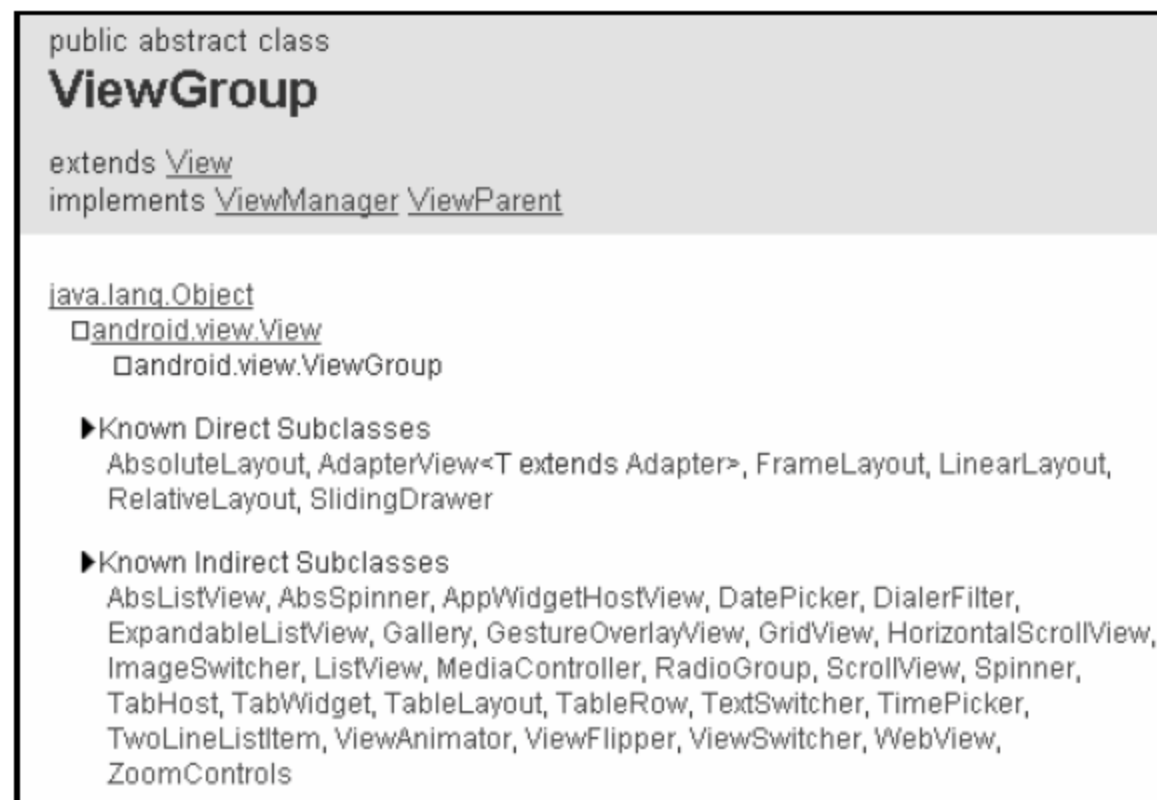 public abstract class
ViewGroup
extends View
implements ViewManager ViewParent
java.lang.Object
□android.view.View
□android.view.ViewGroup
▶Known Direct Subclasses
AbsoluteLayout, AdapterView<T extends Adapter>, FrameLayout, LinearLayout,
RelativeLayout, SlidingDrawer
▶Known Indirect Subclasses
AbsListView, AbsSpinner, AppWidgetHostView, DatePicker, DialerFilter,
ExpandableListView, Gallery, GestureOverlayView, GridView, HorizontalScrollView,
ImageSwitcher, ListView, MediaController, RadioGroup, ScrollView, Spinner,
TabHost, TabWidget, TableLayout, TableRow, TextSwitcher, TimePicker,
TwoLineListItem, ViewAnimator, ViewFlipper, ViewSwitcher, WebView,
ZoomControls